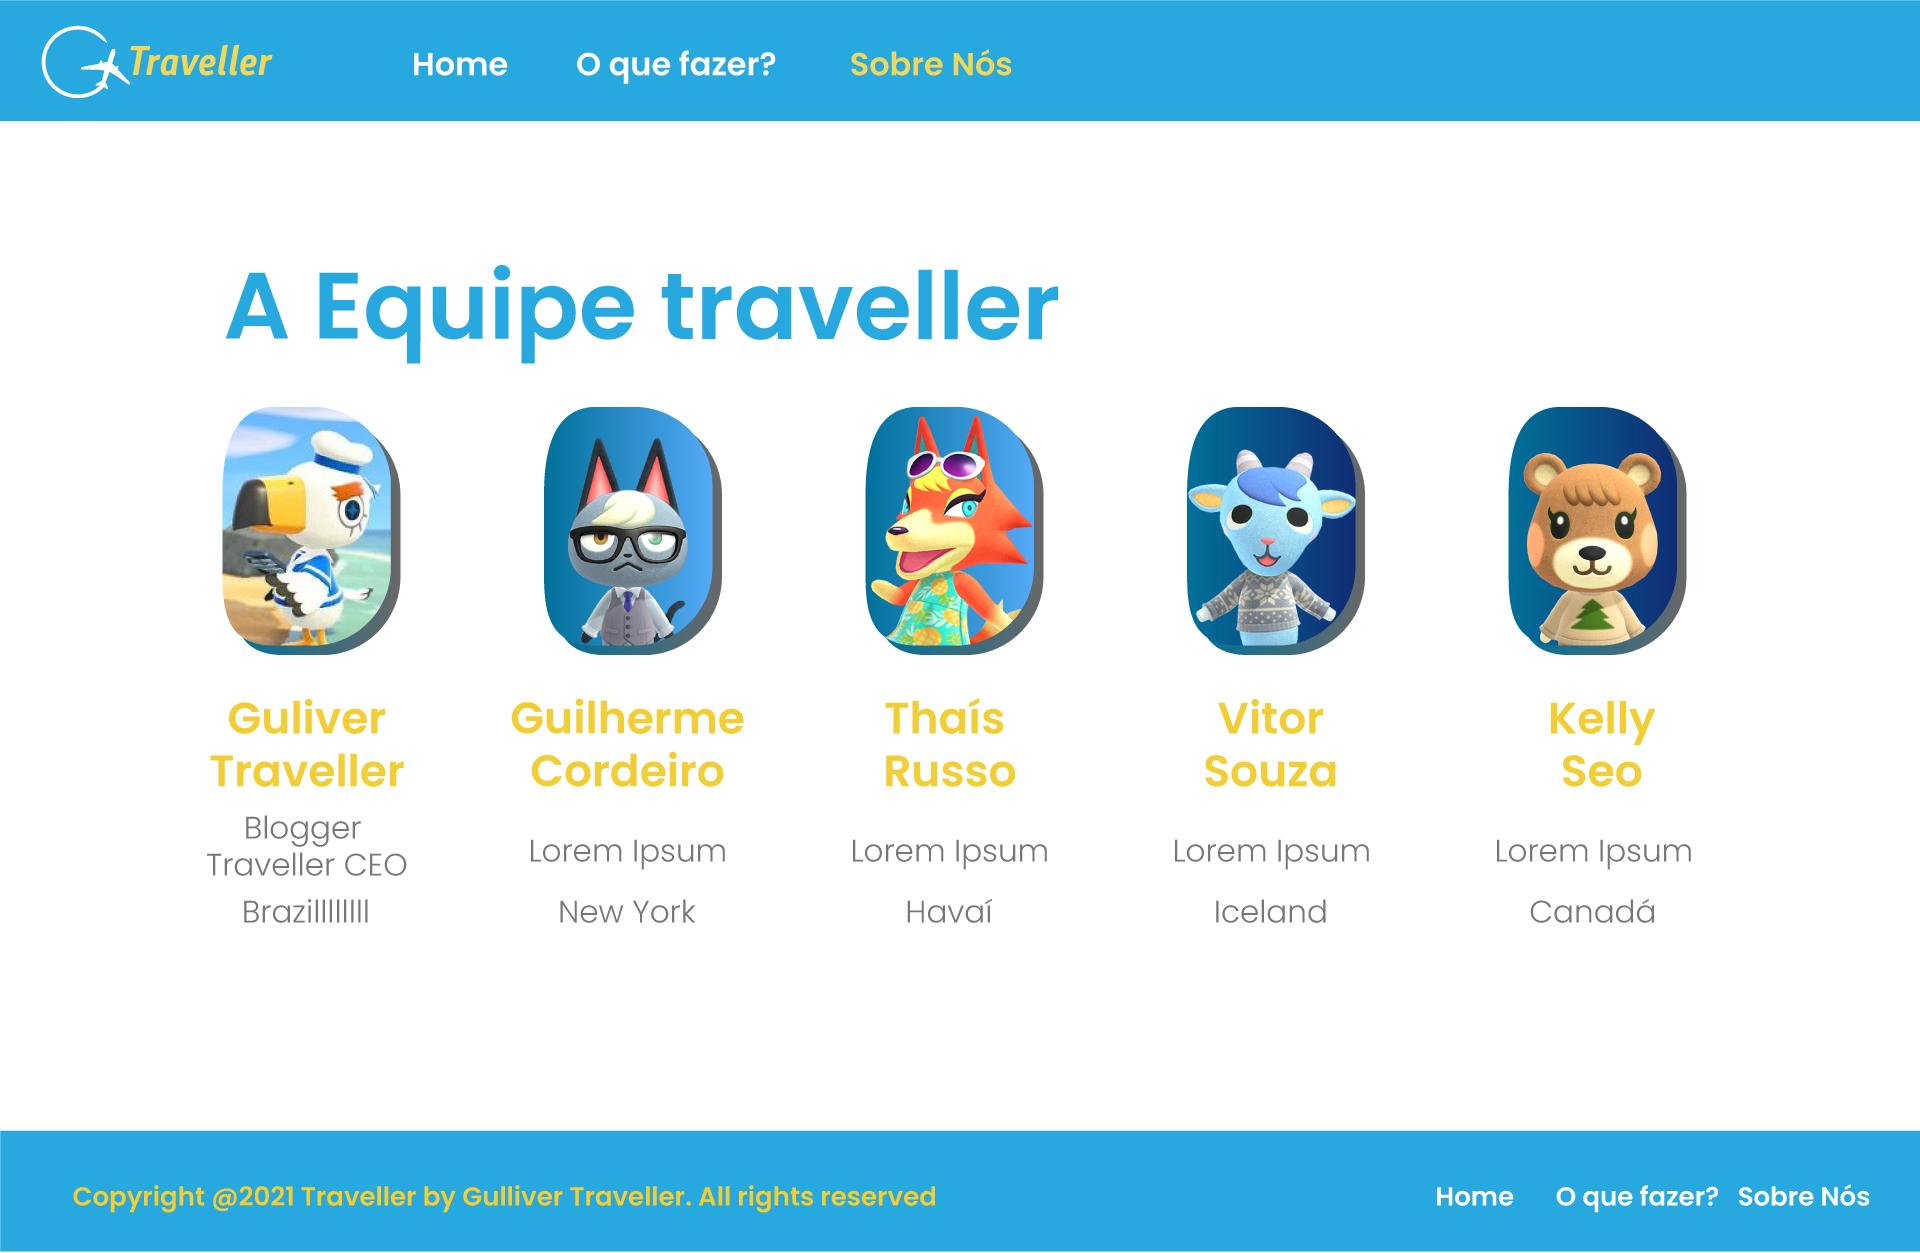 Traveller
Home
O que fazer?
Sobre Nós
A Equipe traveller
Guliver
Traveller
Blogger
Traveller CEO
Brazilllllllll
Guilherme
Cordeiro
Lorem Ipsum
New York
Thaís
Russo
Lorem Ipsum
Havaí
Vitor
Souza
Lorem Ipsum
Iceland
Kelly
Seo
Lorem Ipsum
Canadá
Copyright @2021 Traveller by Gulliver Traveller. All rights reserved
Home
O que fazer?
Sobre Nós